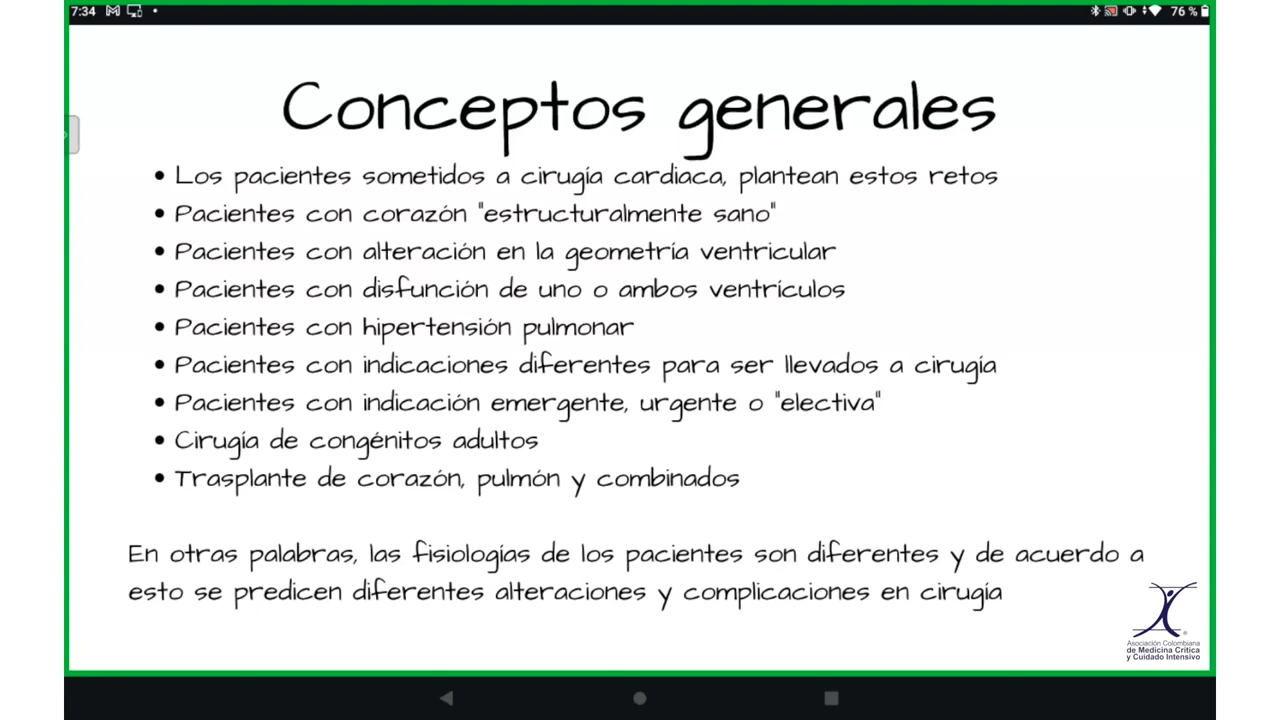 7:34
76 %
Conceptos generales
• Los pacientes sometidos a cirugía cardiaca, plantean estos retos
• Pacientes con corazón "estructuralmente sano"
• Pacientes con alteración en la geometría ventricular
• Pacientes con disfunción de uno o ambos ventrículos
• Pacientes con hipertensión pulmonar
• Pacientes con indicaciones diferentes para ser llevados a cirugía
• Pacientes con indicación emergente, urgente o "electiva"
• Cirugía de congénitos adultos
• Trasplante de corazón, pulmón y combinados
En otras palabras, las fisiologías de los pacientes son diferentes y de acuerdo a
esto se predicen diferentes alteraciones y complicaciones en cirugía
Asociación Colombiana
de Medicina Crítica
y Cuidado Intensivo